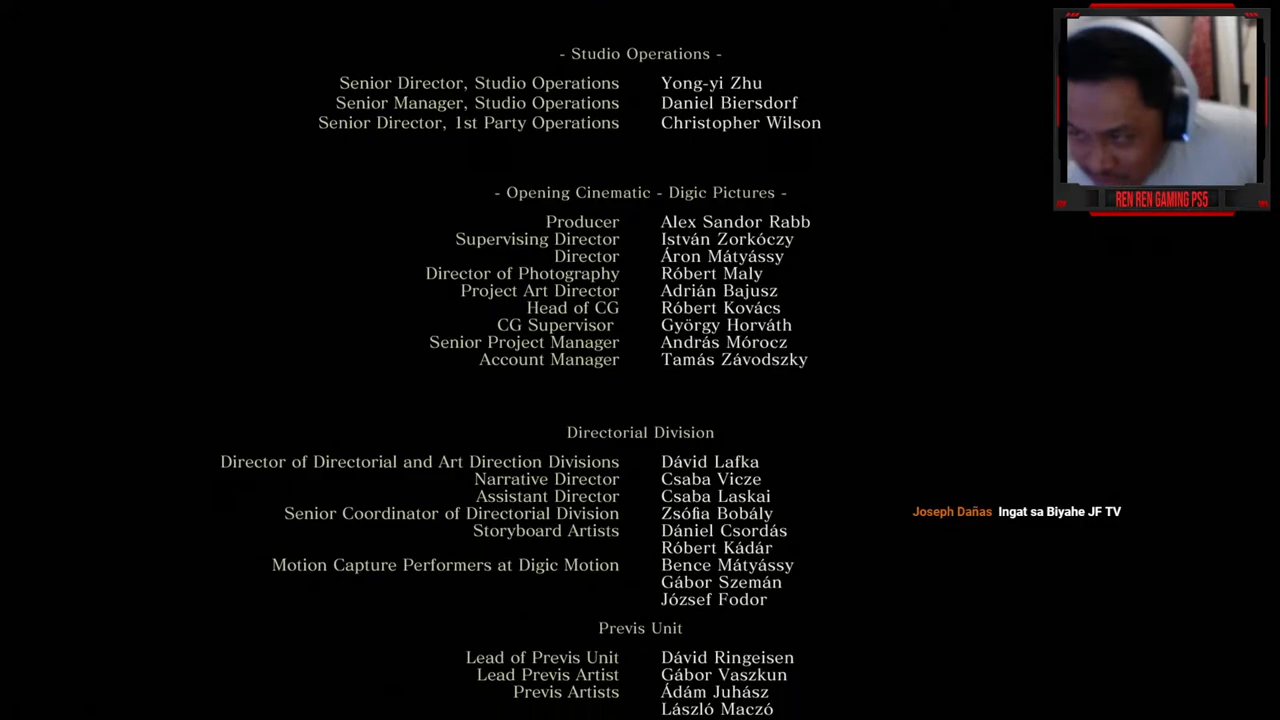 - Studio Operations -
Senior Director, Studio Operations Yong-yi Zhu
Senior Manager, Studio Operations Daniel Biersdorf
Senior Director, 1st Party Operations Christopher Wilson
REN REN GAMING PS5
- Opening Cinematic - Digic Pictures -
Producer Alex Sandor Rabb
Supervising Director István Zorkóczy
Director Áron Mátyássy
Director of Photography Róbert Maly
Project Art Director Adrián Bajusz
Head of CG Róbert Kovács
CG Supervisor György Horváth
Senior Project Manager András Mórocz
Account Manager Tamás Závodszky
Directorial Division
Director of Directorial and Art Direction Divisions Dávid Lafka
Narrative Director Csaba Vicze
Assistant Director Csaba Laskai
Senior Coordinator of Directorial Division Zsófia Bobály
Joseph Dañas Ingat sa Biyahe JF TV
Storyboard Artists Dániel Csordás
Róbert Kádár
Motion Capture Performers at Digic Motion Bence Mátyássy
Gábor Szemán
József Fodor
Previs Unit
Lead of Previs Unit Dávid Ringeisen
Lead Previs Artist Gábor Vaszkun
Previs Artists Ádám Juhász
László Maczó